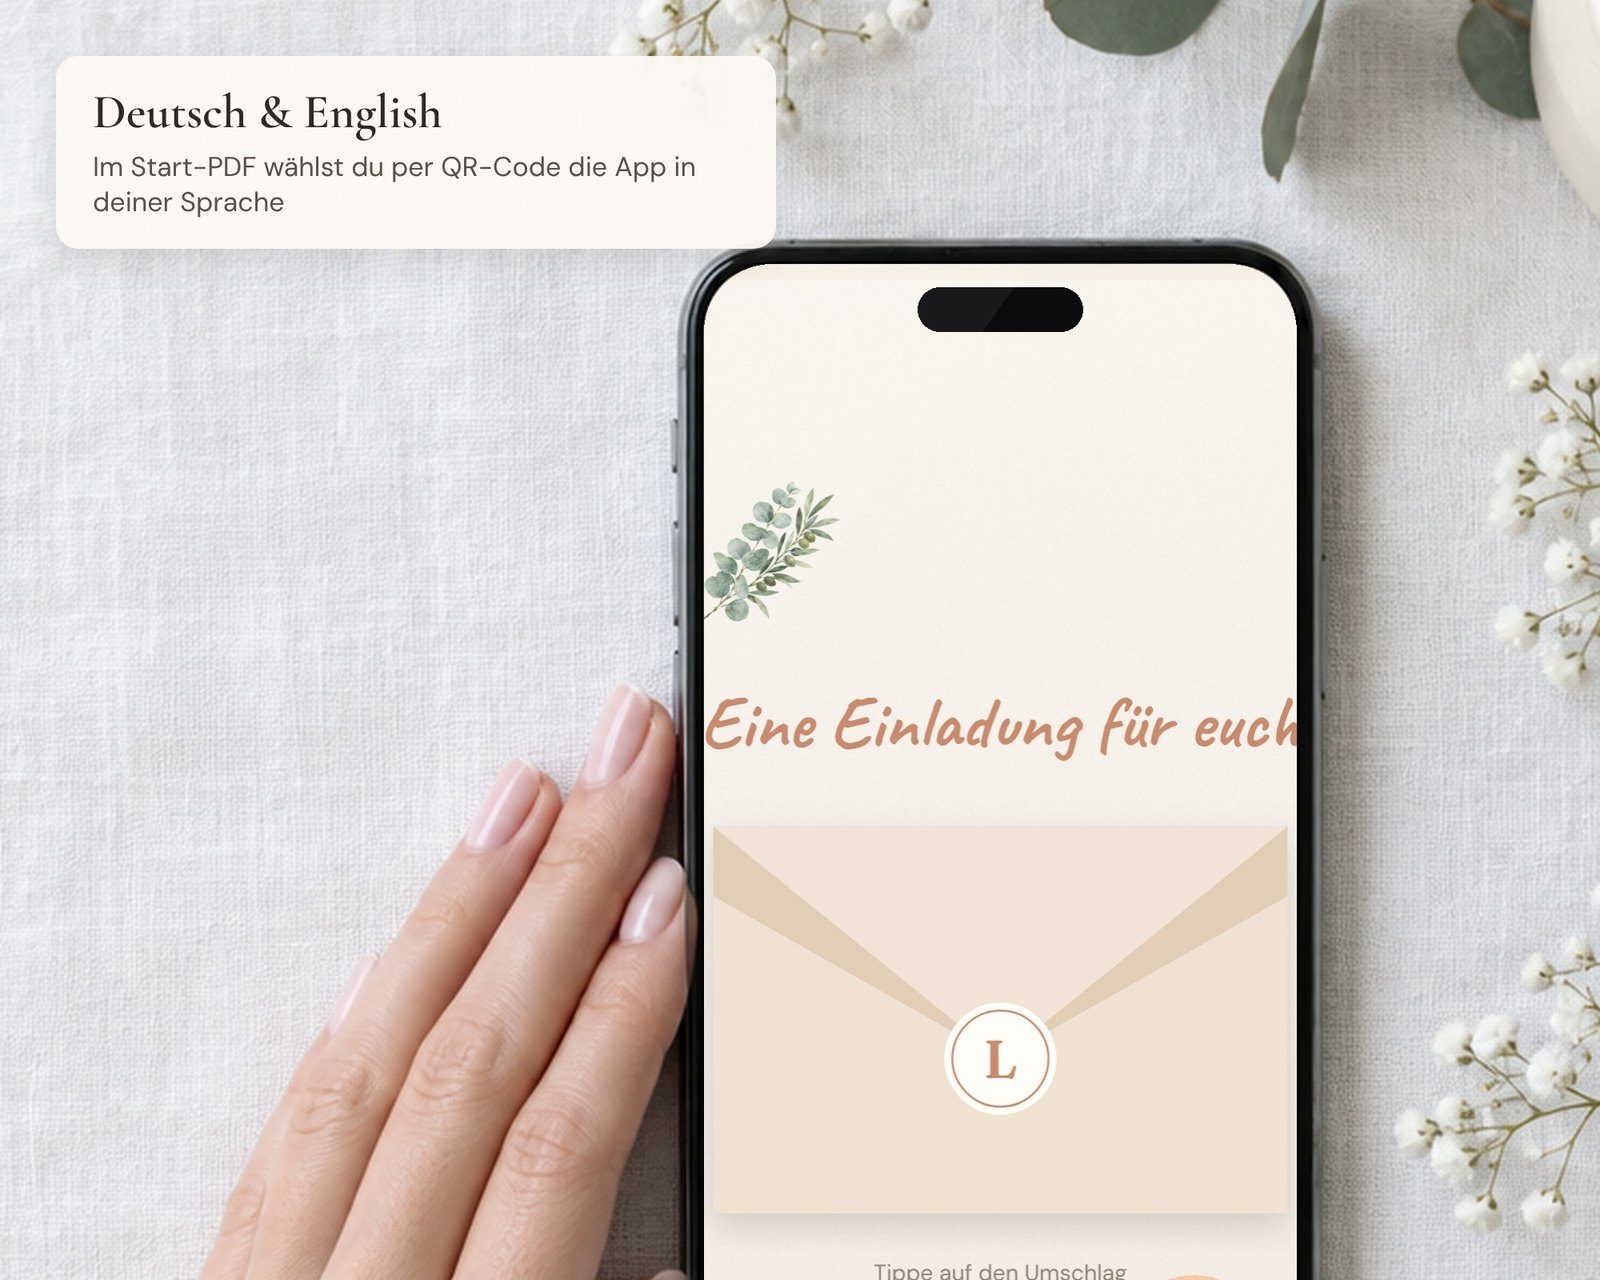 Deutsch & English
Im Start-PDF wählst du per QR-Code die App in
deiner Sprache
Eine Einladung für euch
L
Tippe auf den Umschlag